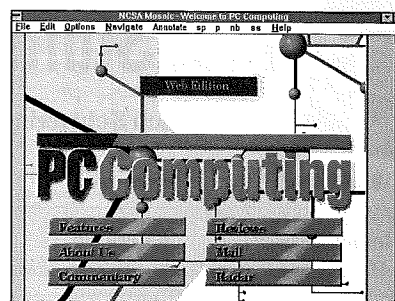 NCSA Mosaic - Welcome to PC Computing
File Edit Options Navigate Annotate sp p nb as Help
Web Edition
PC Computing
Features Reviews
About Us Mail
Commentary Radar